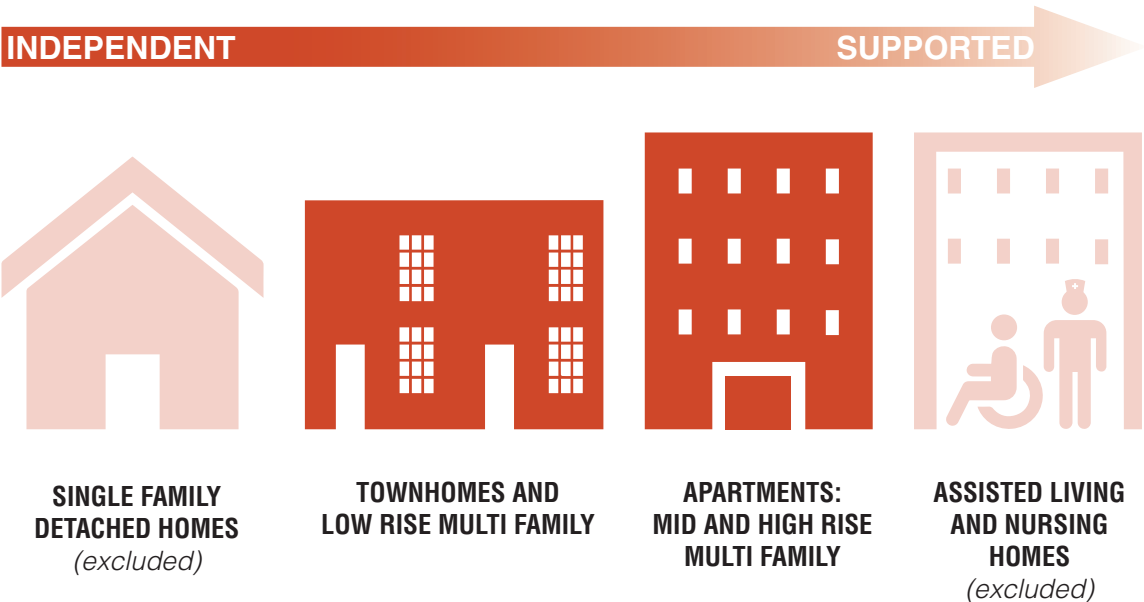 INDEPENDENT
SUPPORTED
SINGLE FAMILY
DETACHED HOMES
(excluded)
TOWNHOMES AND
LOW RISE MULTI FAMILY
APARTMENTS:
MID AND HIGH RISE
MULTI FAMILY
ASSISTED LIVING
AND NURSING
HOMES
(excluded)